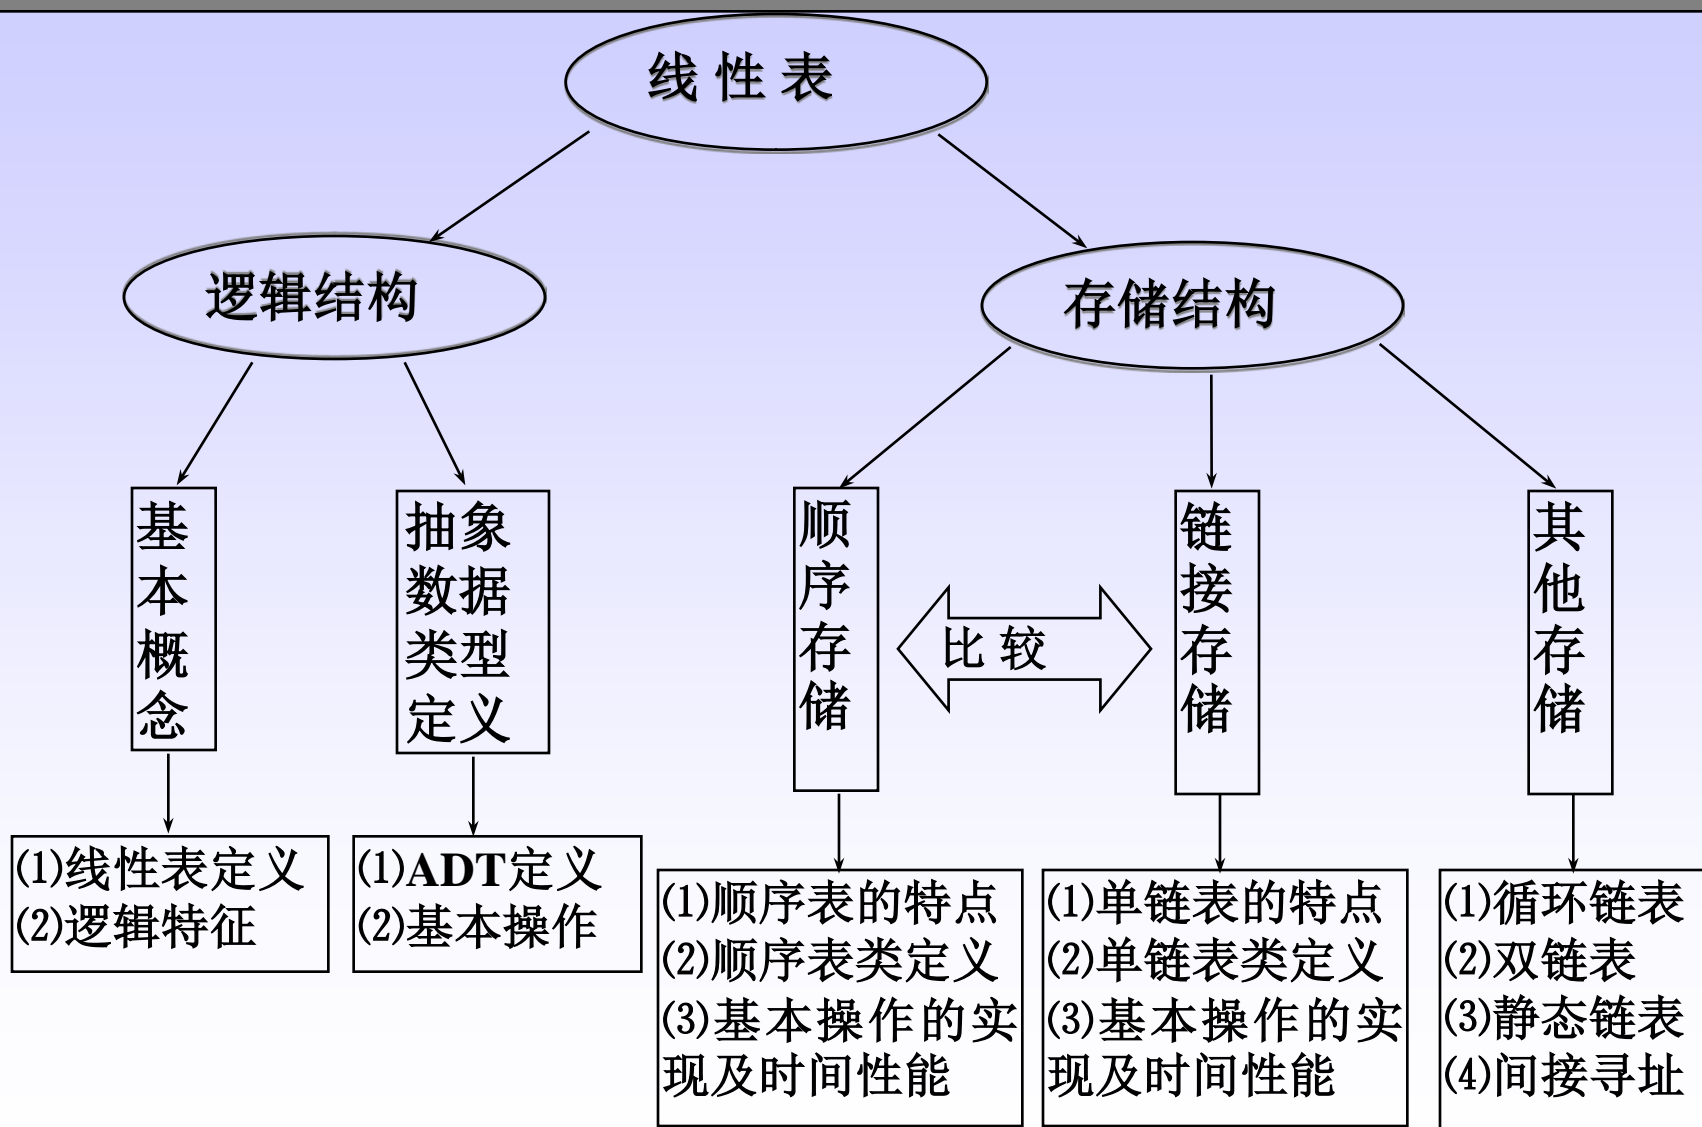 线 性 表
逻辑结构
存储结构
基
本
概
念
抽象
数据
类型
定义
顺
序
存
储
比 较
链
接
存
储
其
他
存
储
⑴线性表定义
⑵逻辑特征
⑴ADT定义
⑵基本操作
⑴顺序表的特点
⑵顺序表类定义
⑶基本操作的实
现及时间性能
⑴单链表的特点
⑵单链表类定义
⑶基本操作的实
现及时间性能
⑴循环链表
⑵双链表
⑶静态链表
⑷间接寻址